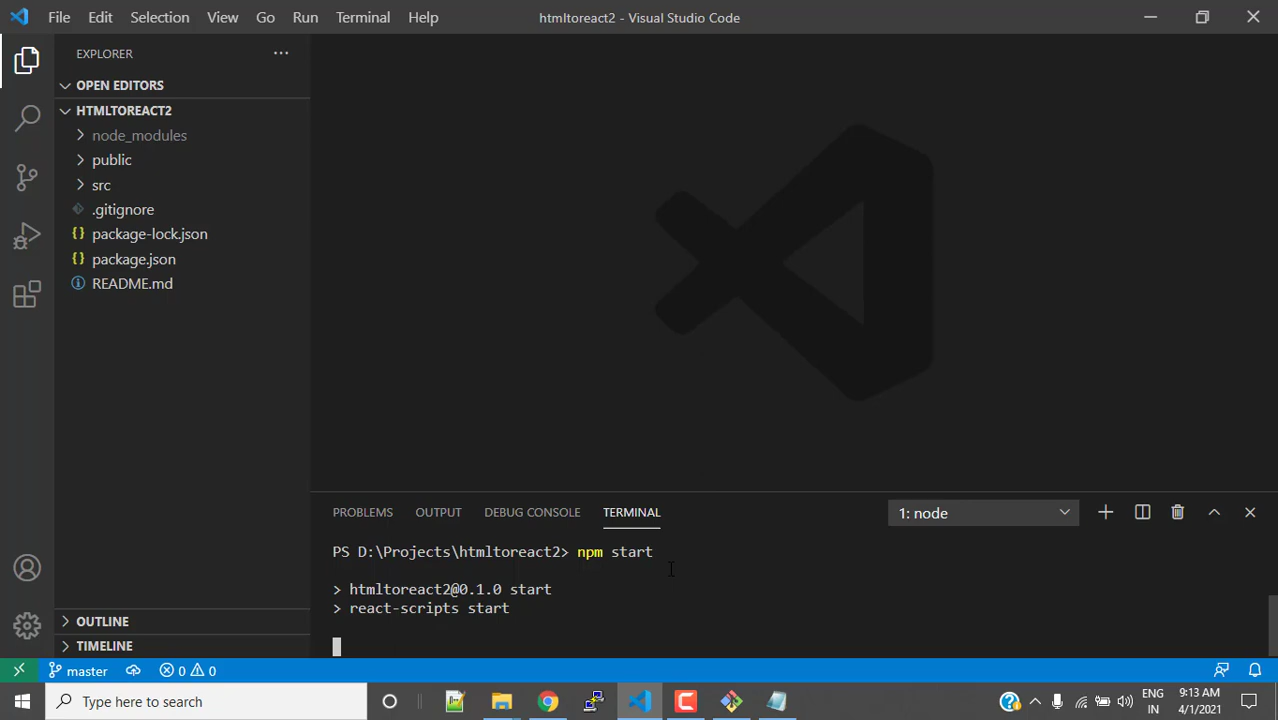 File Edit Selection View Go Run Terminal Help
htmltoreact2 - Visual Studio Code
EXPLORER
OPEN EDITORS
HTMLTOREACT2
node_modules
public
src
.gitignore
{} package-lock.json
{} package.json
README.md
OUTLINE
TIMELINE
PROBLEMS OUTPUT DEBUG CONSOLE TERMINAL
1: node
PS D:\Projects\htmltoreact2> npm start
> htmltoreact2@0.1.0 start
> react-scripts start
master 0 0
Type here to search
ENG
IN
9:13 AM
4/1/2021